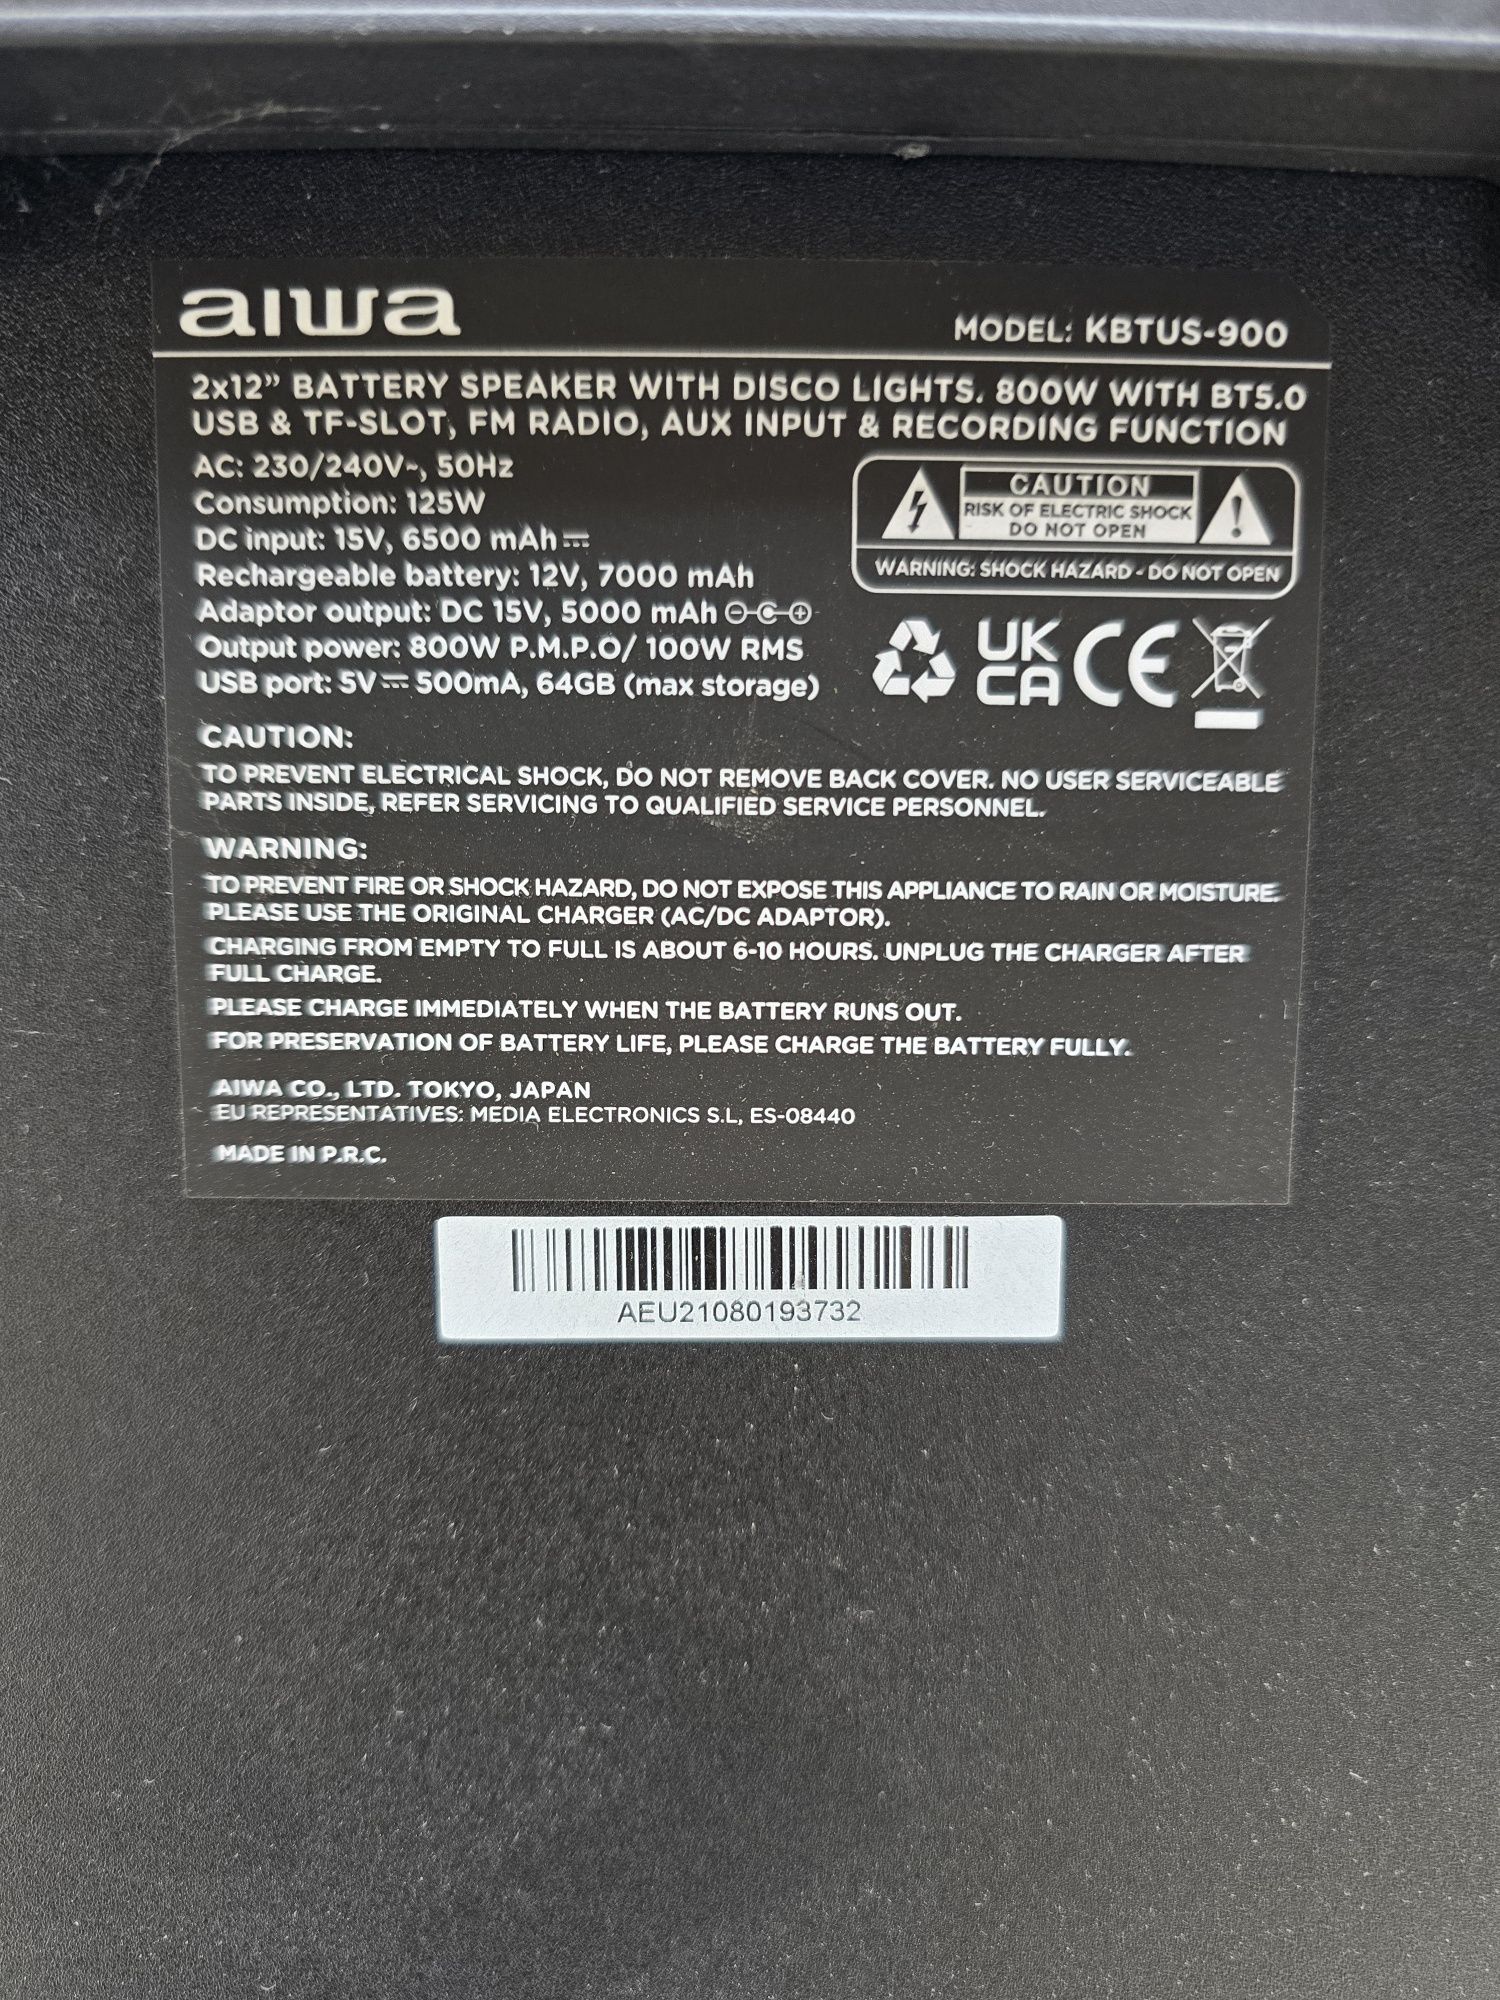 aiwa
MODEL: KBTUS-900
2x12” BATTERY SPEAKER WITH DISCO LIGHTS. 800W WITH BT5.0
USB & TF-SLOT, FM RADIO, AUX INPUT & RECORDING FUNCTION
AC: 230/240V~, 50Hz
Consumption: 125W
DC input: 15V, 6500 mAh⎓
Rechargeable battery: 12V, 7000 mAh
Adaptor output: DC 15V, 5000 mAh
Output power: 800W P.M.P.O/ 100W RMS
USB port: 5V⎓500mA, 64GB (max storage)
CAUTION
RISK OF ELECTRIC SHOCK
DO NOT OPEN
WARNING: SHOCK HAZARD - DO NOT OPEN
UK
CA
CE
CAUTION:
TO PREVENT ELECTRICAL SHOCK, DO NOT REMOVE BACK COVER. NO USER SERVICEABLE
PARTS INSIDE, REFER SERVICING TO QUALIFIED SERVICE PERSONNEL.
WARNING:
TO PREVENT FIRE OR SHOCK HAZARD, DO NOT EXPOSE THIS APPLIANCE TO RAIN OR MOISTURE.
PLEASE USE THE ORIGINAL CHARGER (AC/DC ADAPTOR).
CHARGING FROM EMPTY TO FULL IS ABOUT 6-10 HOURS. UNPLUG THE CHARGER AFTER
FULL CHARGE.
PLEASE CHARGE IMMEDIATELY WHEN THE BATTERY RUNS OUT.
FOR PRESERVATION OF BATTERY LIFE, PLEASE CHARGE THE BATTERY FULLY.
AIWA CO., LTD. TOKYO, JAPAN
EU REPRESENTATIVES: MEDIA ELECTRONICS S.L, ES-08440
MADE IN P.R.C.
AEU21080193732